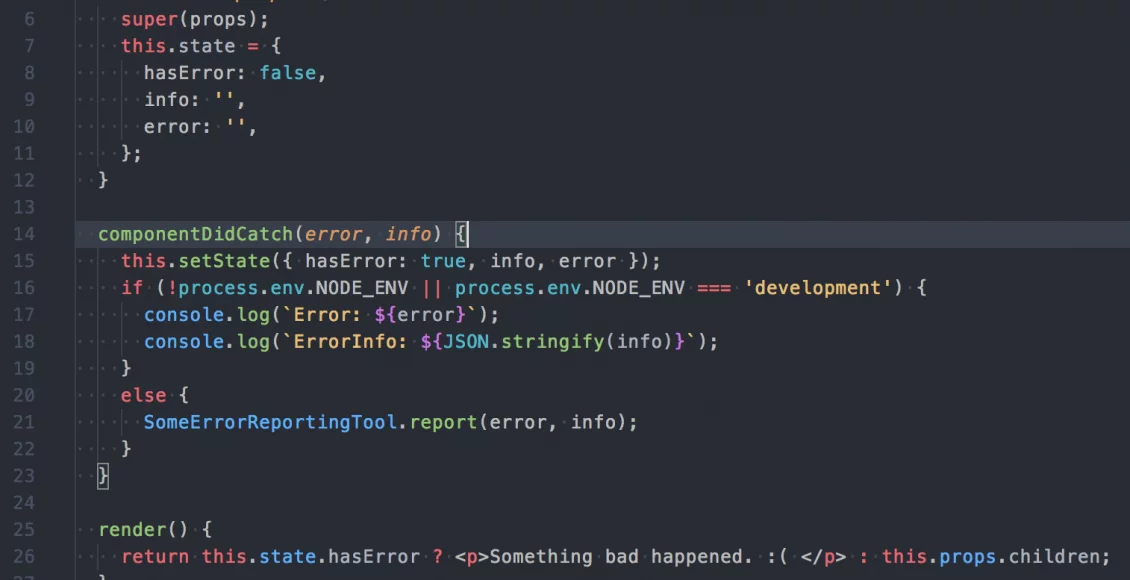 6 super(props);
7 this.state = {
8 hasError: false,
9 info: '',
10 error: '',
11 };
12 }
13
14 componentDidCatch(error, info) {
15 this.setState({ hasError: true, info, error });
16 if (!process.env.NODE_ENV || process.env.NODE_ENV === 'development') {
17 console.log(`Error: ${error}`);
18 console.log(`ErrorInfo: ${JSON.stringify(info)}`);
19 }
20 else {
21 SomeErrorReportingTool.report(error, info);
22 }
23 }
24
25 render() {
26 return this.state.hasError ? <p>Something bad happened. :( </p> : this.props.children;